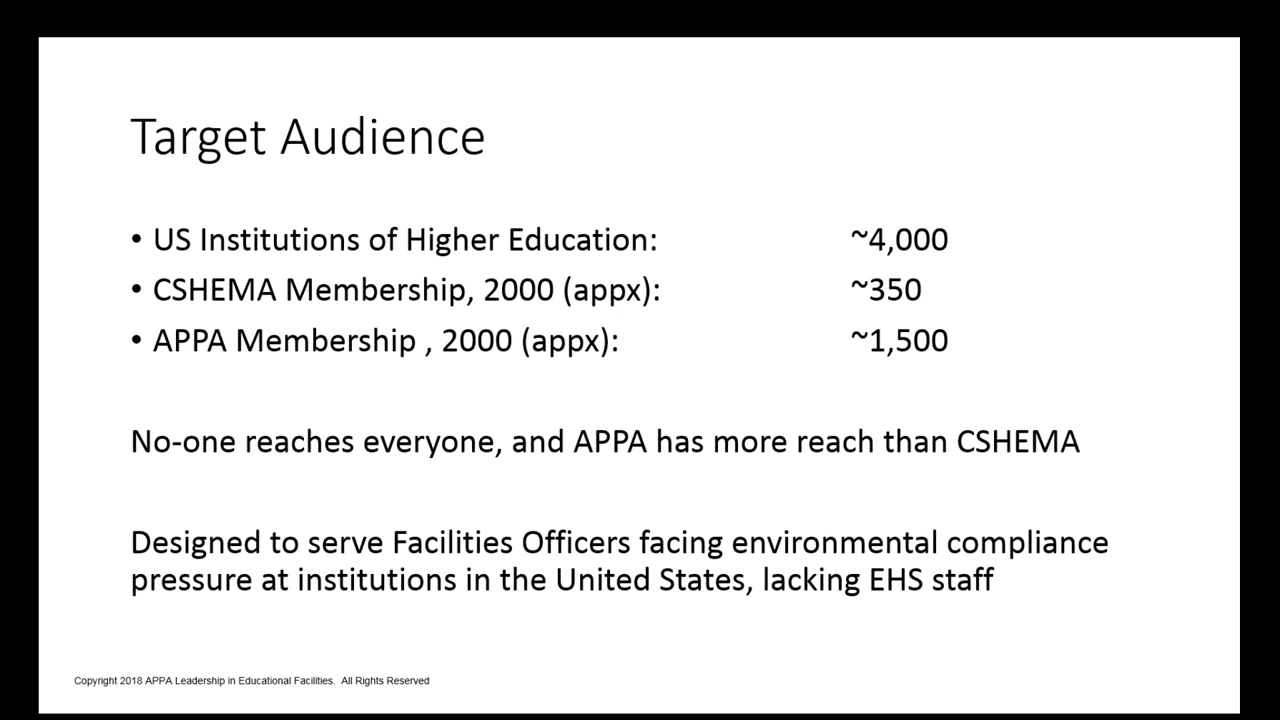 Target Audience
• US Institutions of Higher Education: ~4,000
• CSHEMA Membership, 2000 (appx): ~350
• APPA Membership , 2000 (appx): ~1,500
No-one reaches everyone, and APPA has more reach than CSHEMA
Designed to serve Facilities Officers facing environmental compliance
pressure at institutions in the United States, lacking EHS staff
Copyright 2018 APPA Leadership in Educational Facilities. All Rights Reserved